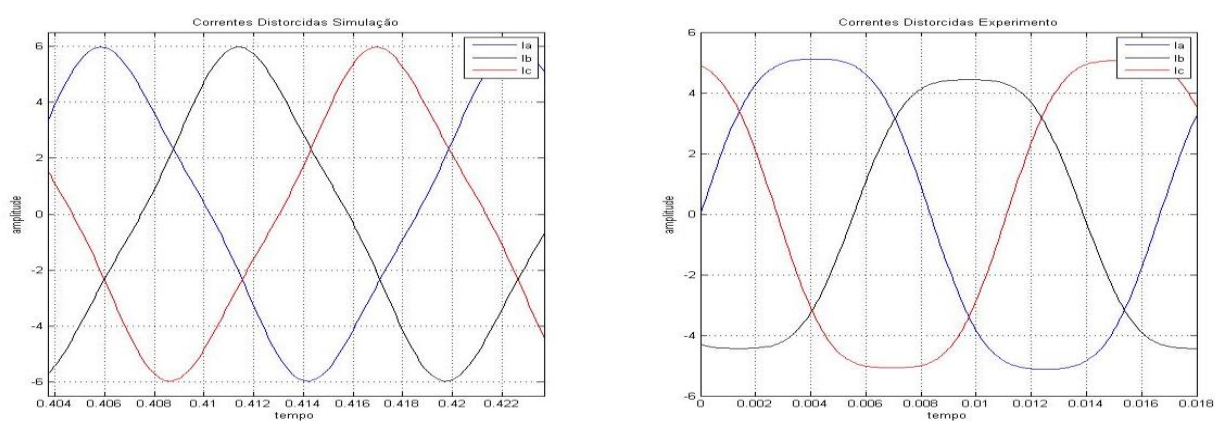 Correntes Distorcidas Simulação
6
4
2
0
-2
-4
-6
amplitude
0.404 0.406 0.408 0.41 0.412 0.414 0.416 0.418 0.42 0.422
tempo
Ia
Ib
Ic
Correntes Distorcidas Experimento
6
4
2
0
-2
-4
-6
amplitude
0 0.002 0.004 0.006 0.008 0.01 0.012 0.014 0.016 0.018
tempo
Ia
Ib
Ic